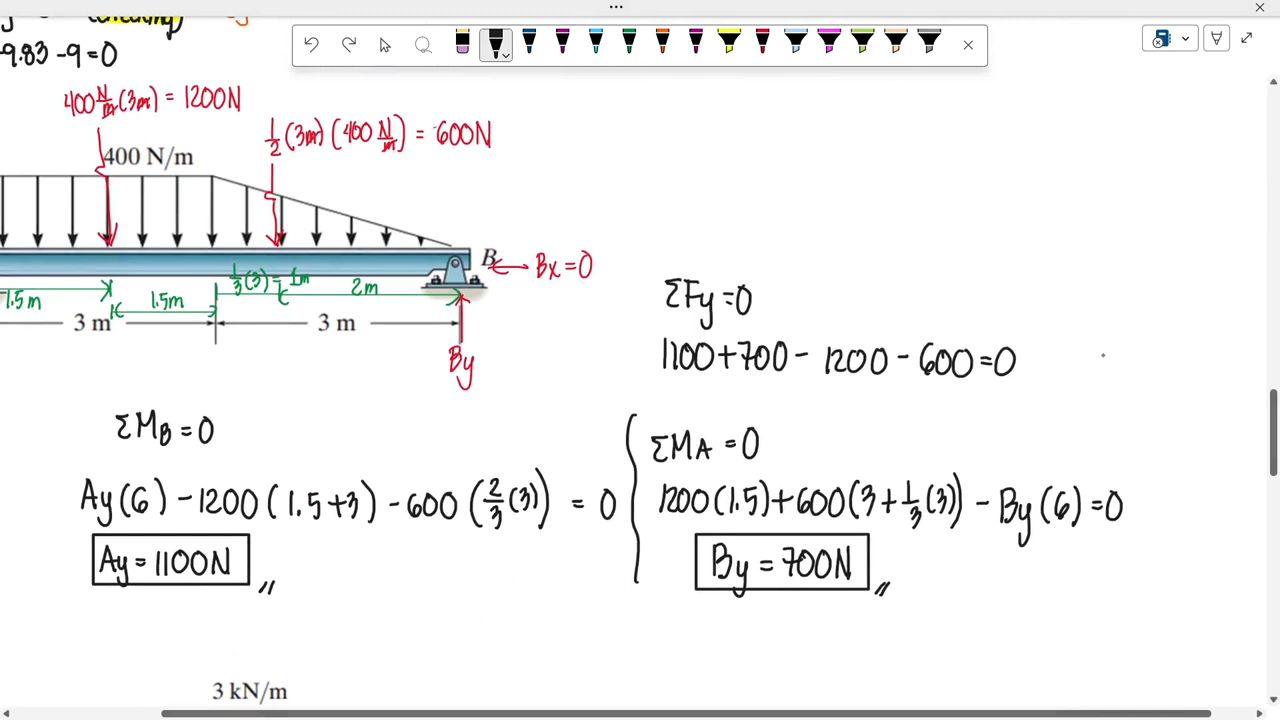 -9.83 -9=0
400 N/m (3m) = 1200N
1/2 (3m) (400 N/m) = 600N
400 N/m
B
Bx=0
1/3(3) = 1m
1.5m
1.5m
2m
3 m
3 m
By
ΣFy=0
1100+700- 1200-600=0
ΣMB=0
ΣMA =0
Ay(6) -1200(1.5+3) -600(2/3(3)) = 0
1200(1.5)+600(3+1/3(3)) - By(6)=0
Ay=1100N
By=700N
3 kN/m